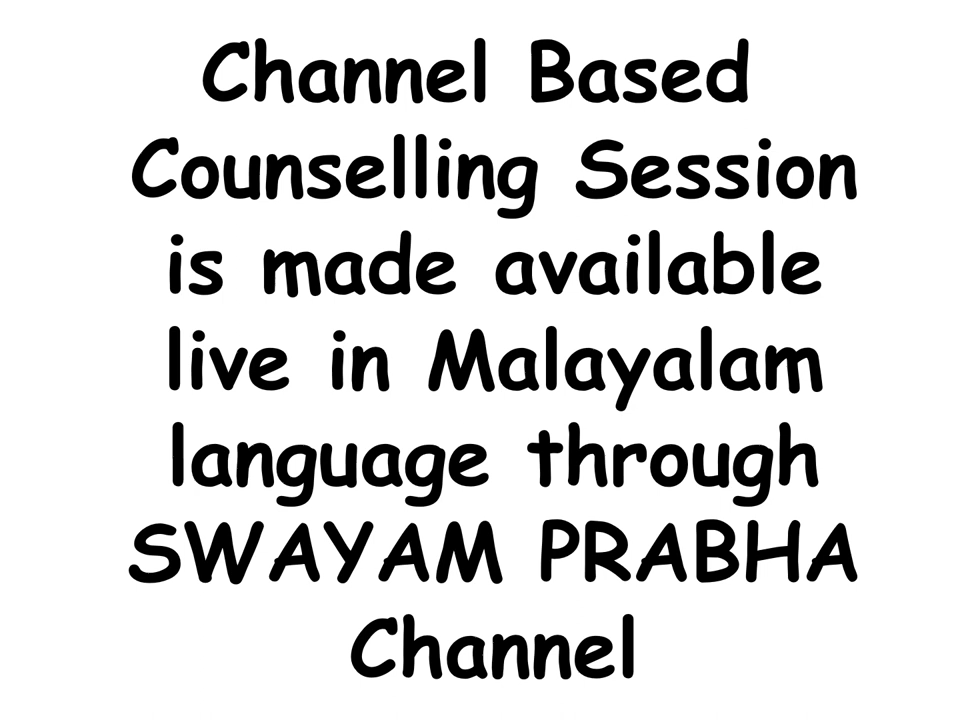 Channel Based
Counselling Session
is made available
live in Malayalam
language through
SWAYAM PRABHA
Channel